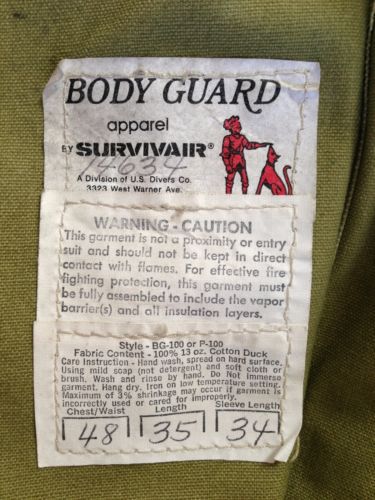 BODY GUARD
apparel
BY SURVIVAIR®
14634
A Division of U.S. Divers Co.
3323 West Warner Ave.
WARNING - CAUTION
This garment is not a proximity or entry
suit and should not be kept in direct
contact with flames. For effective fire
fighting protection, this garment must
be fully assembled to include the vapor
barrier(s) and all insulation layers.
Style - BG-100 or P-100
Fabric Content - 100% 13 oz. Cotton Duck
Care Instruction - Hand wash, spread on hard surface.
Using mild soap (not detergent) and soft cloth or
brush. Wash and rinse by hand. Do Not Immerse
garment. Hang dry. Iron on low temperature setting.
Maximum of 3% shrinkage may occur if garment is
incorrectly used or cared for improperly.
Chest/Waist Length Sleeve Length
48 35 34